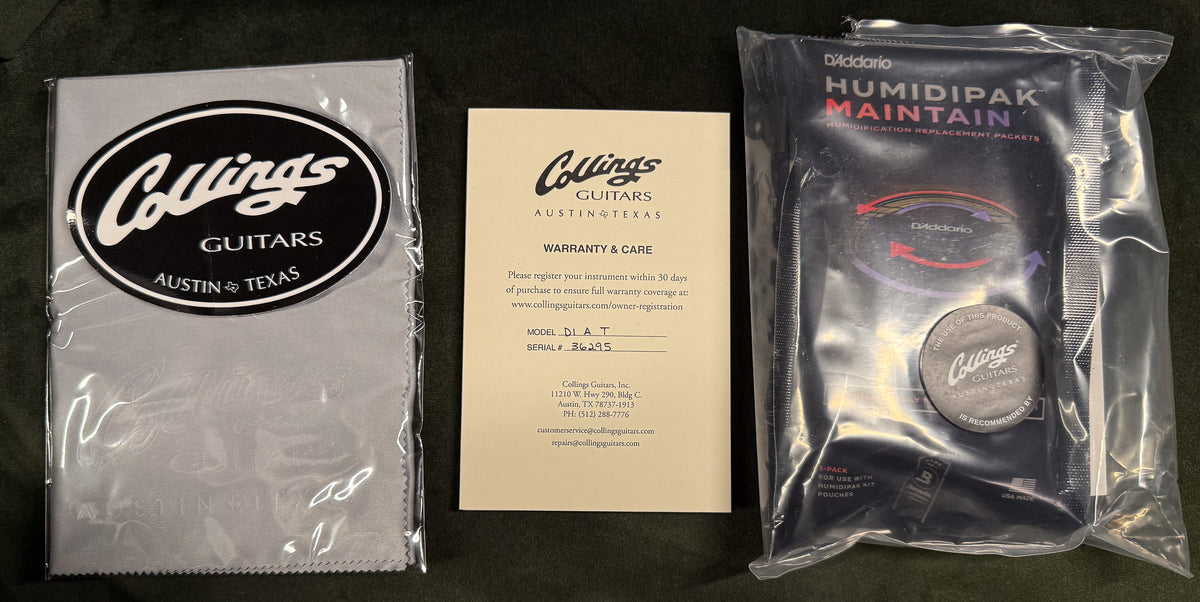 Collings
GUITARS
AUSTIN TEXAS
AUSTIN TEXAS
Collings
GUITARS
AUSTIN TEXAS
WARRANTY & CARE
Please register your instrument within 30 days
of purchase to ensure full warranty coverage at:
www.collingsguitars.com/owner-registration
MODEL D1 A T
SERIAL# 36295
Collings Guitars, Inc.
11210 W. Hwy 290, Bldg C.
Austin, TX 78737-1913
PH: (512) 288-7776
customerservice@collingsguitars.com
repairs@collingsguitars.com
D'Addario
HUMIDIPAK
MAINTAIN
HUMIDIFICATION REPLACEMENT PACKETS
D'Addario
THE USE OF THIS PRODUCT
Collings
GUITARS
AUSTIN TEXAS
IS RECOMMENDED BY
3-PACK
FOR USE WITH
HUMIDIPAK KIT
POUCHES
USA MADE